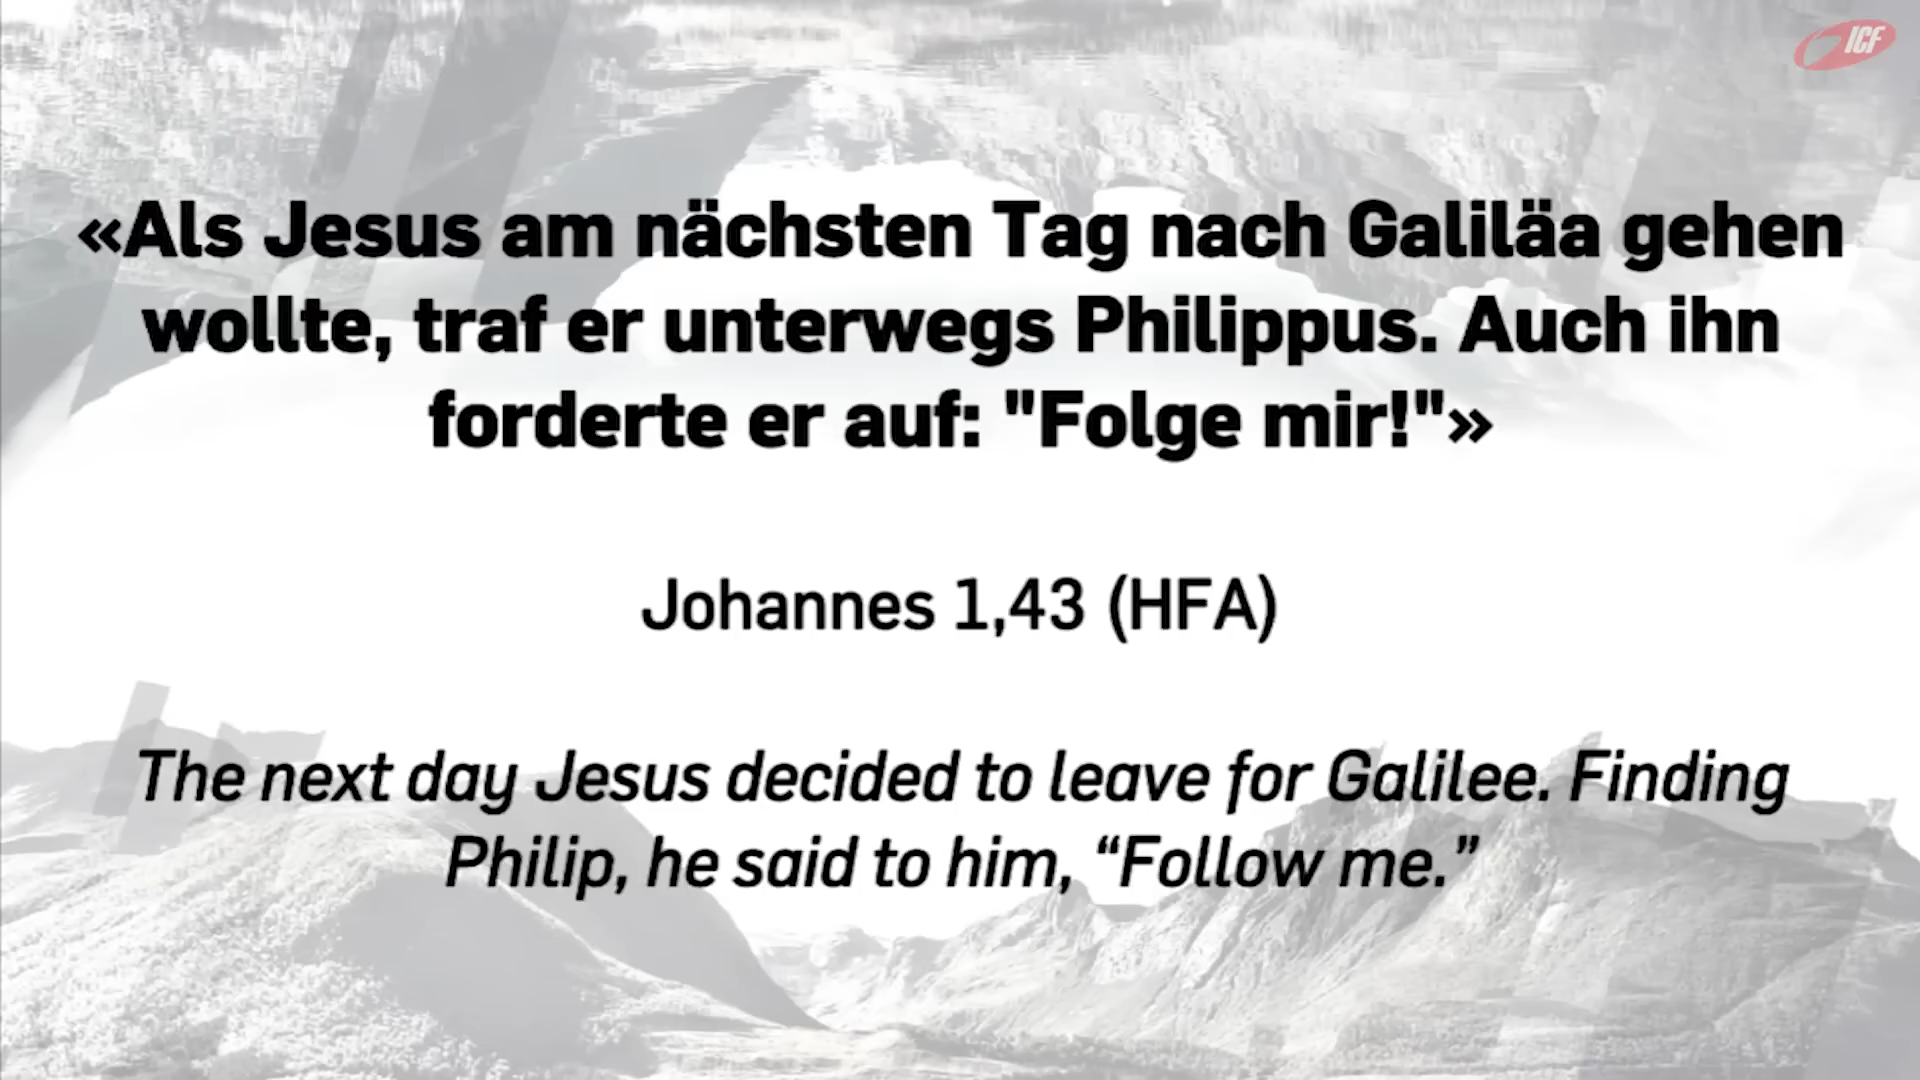 ICF
«Als Jesus am nächsten Tag nach Galiläa gehen
wollte, traf er unterwegs Philippus. Auch ihn
forderte er auf: "Folge mir!"»
Johannes 1,43 (HFA)
The next day Jesus decided to leave for Galilee. Finding
Philip, he said to him, “Follow me.”